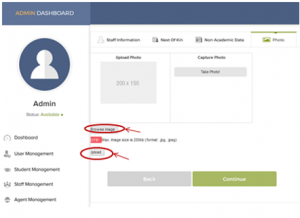 ADMIN DASHBOARD
Staff Information
Next Of Kin
Non-Academic Data
Photo
Upload Photo
Capture Photo
200 x 150
Take Photo
Admin
Status: Available
Browse Image
Max. Image size is 200kb (format: .jpg, .jpeg)
Upload
Dashboard
User Management
Student Management
Staff Management
Agent Management
Back
Continue